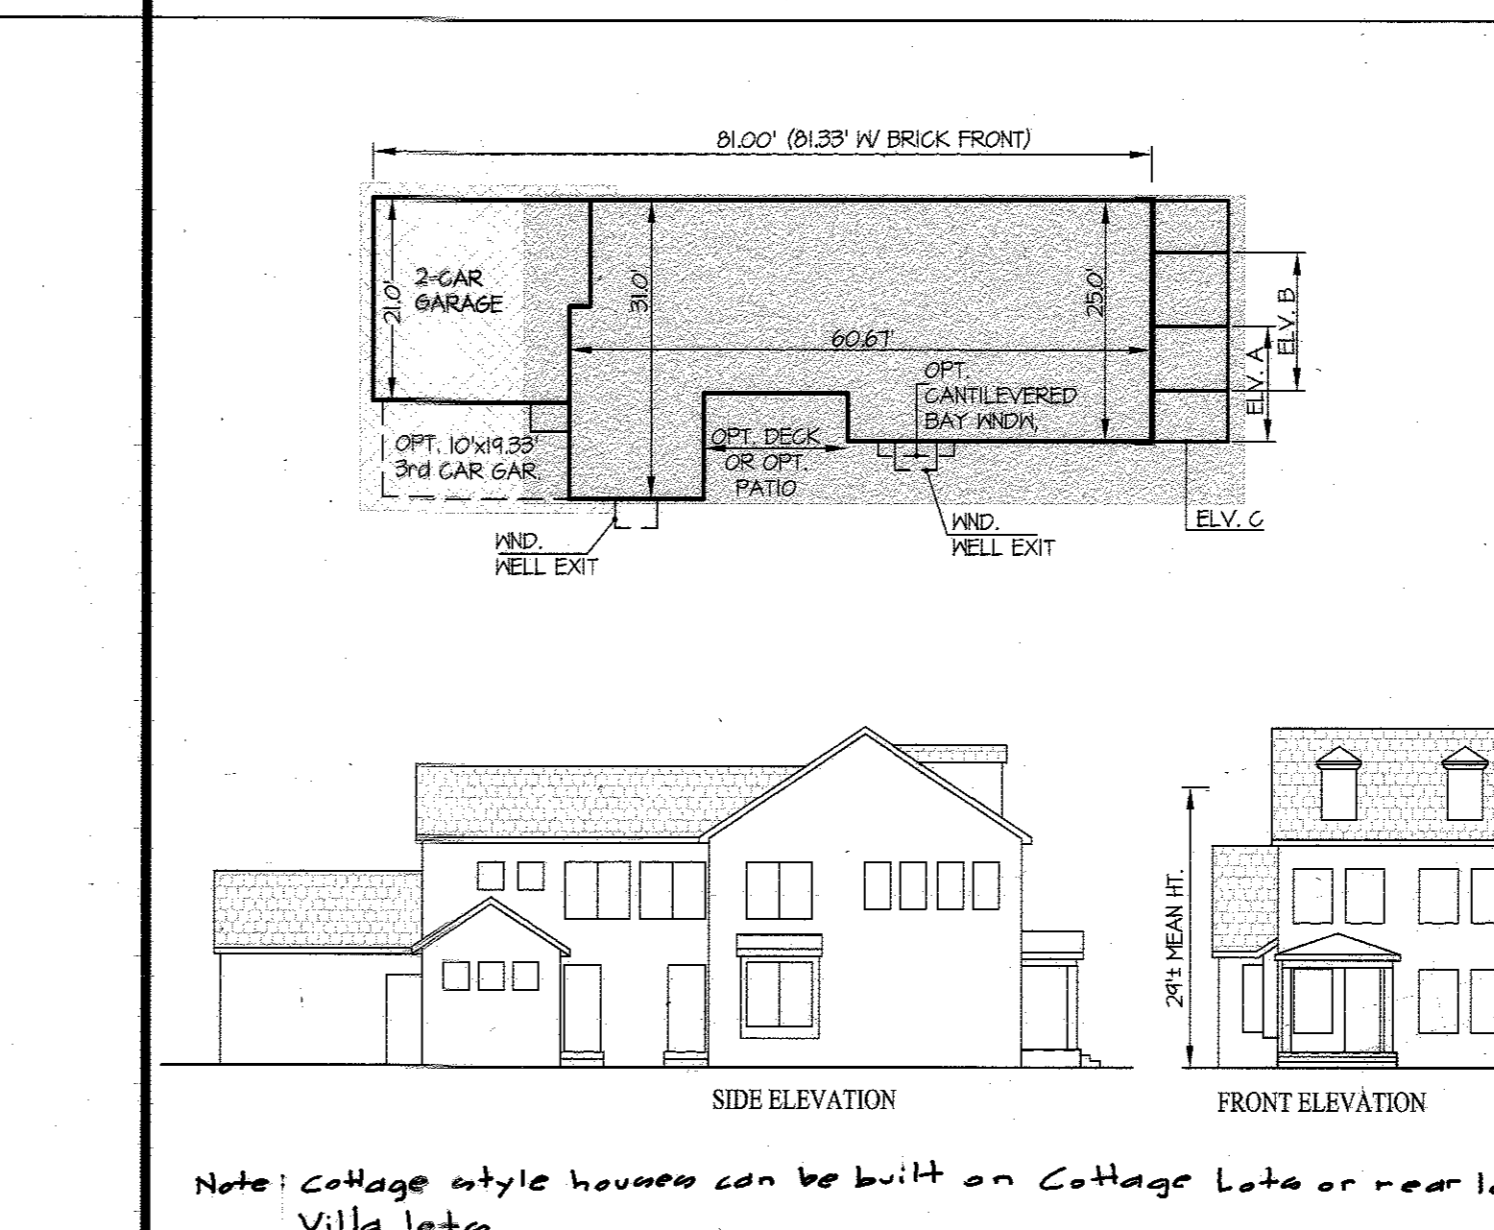 81.00' (81.33' W/ BRICK FRONT)
2-CAR
GARAGE
21.0'
31.0'
25.0'
60.67'
OPT.
CANTILEVERED
BAY WNDW,
ELV. B
ELV. A
OPT. 10'x19.33'
3rd CAR GAR.
OPT. DECK
OR OPT.
PATIO
ELV. C
WND.
WELL EXIT
WND.
WELL EXIT
29'± MEAN HT.
SIDE ELEVATION
FRONT ELEVATION
Note: Cottage style houses can be built on Cottage Lots or rear
Villa lots